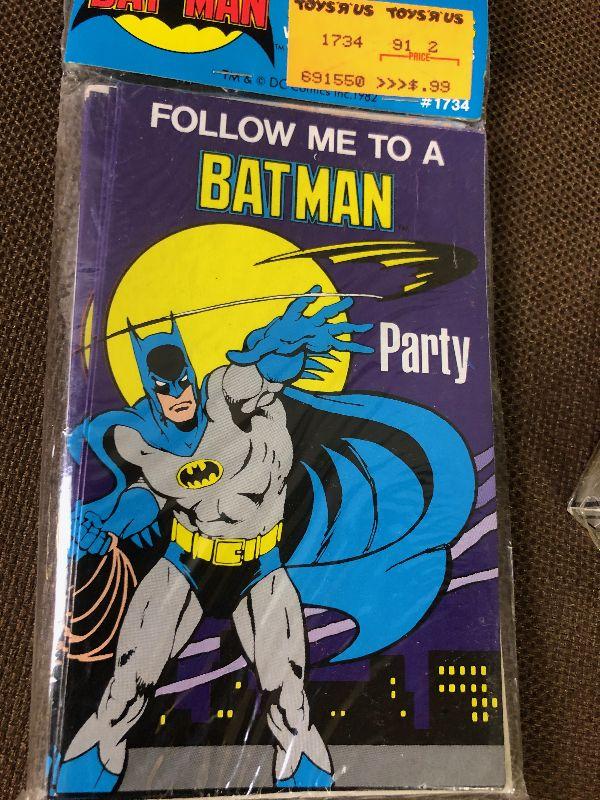 BATMAN
TOYS "R" US TOYS "R" US
1734 91 2
PRICE
691550 >>>$.99
TM & © DC Comics Inc. 1982
#1734
FOLLOW ME TO A
BATMAN
Party